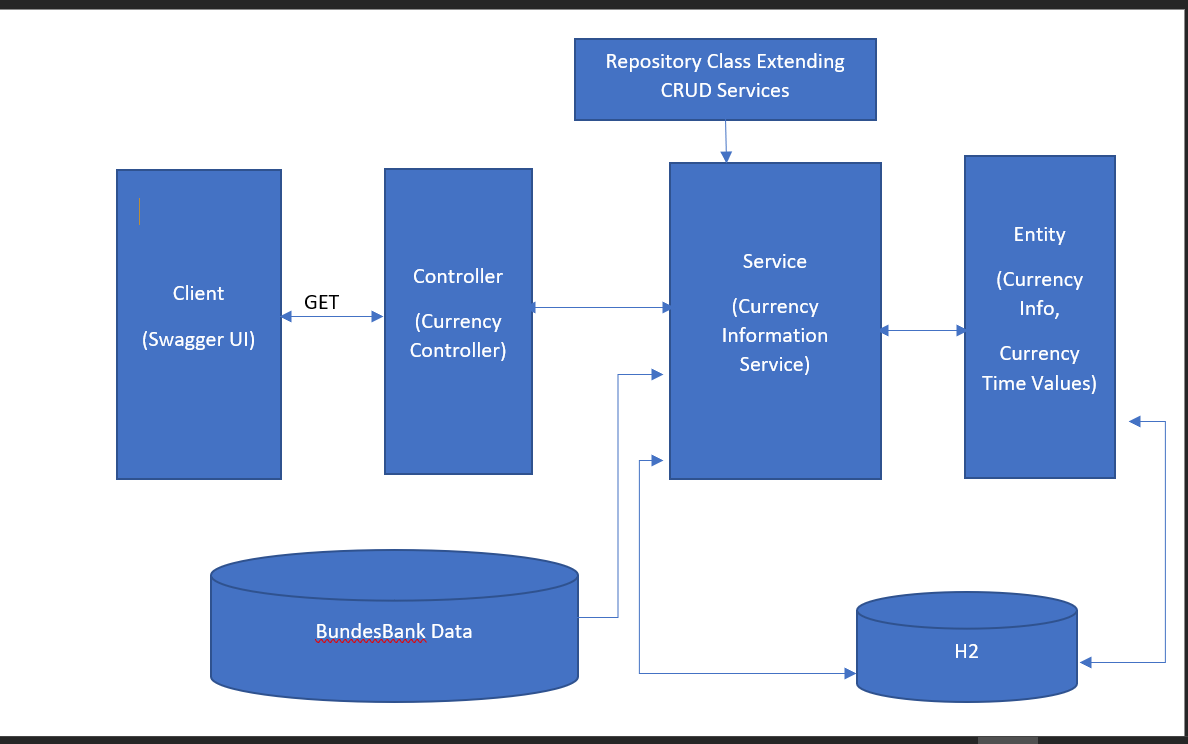 Repository Class Extending
CRUD Services
Client
(Swagger UI)
GET
Controller
(Currency
Controller)
Service
(Currency
Information
Service)
Entity
(Currency
Info,
Currency
Time Values)
BundesBank Data
H2